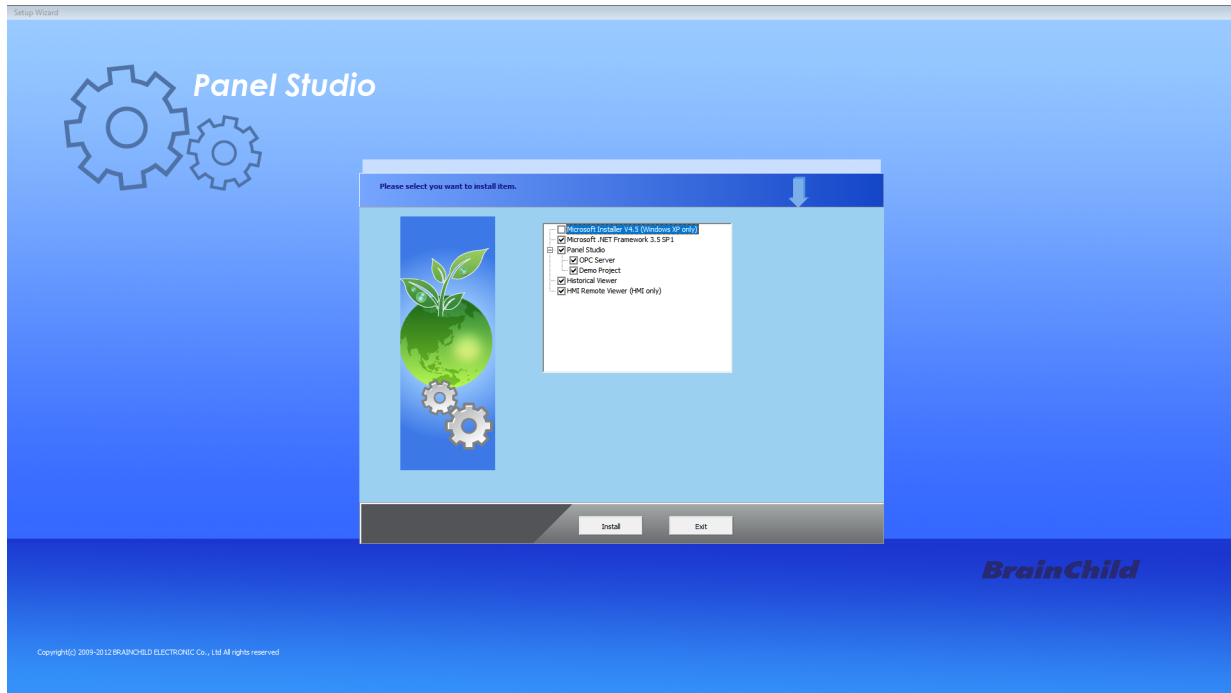 Setup Wizard
Panel Studio
Please select you want to install item.
Microsoft Installer V4.5 (Windows XP only)
Microsoft .NET Framework 3.5 SP1
Panel Studio
OPC Server
Demo Project
Historical Viewer
HMI Remote Viewer (HMI only)
Install
Exit
BrainChild
Copyright(c) 2009-2012 BRAINCHILD ELECTRONIC Co., Ltd All rights reserved